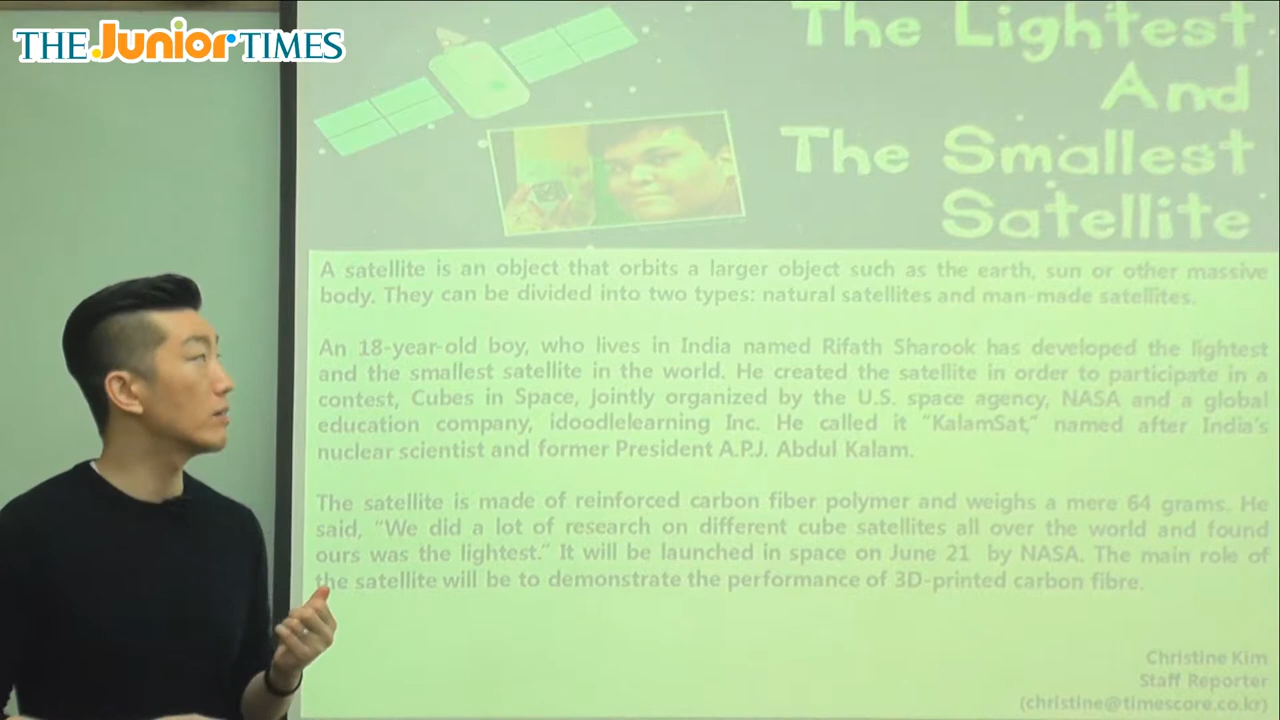 THE Junior TIMES
The Lightest
And
The Smallest
Satellite
A satellite is an object that orbits a larger object such as the earth, sun or other massive
body. They can be divided into two types: natural satellites and man-made satellites.
An 18-year-old boy, who lives in India named Rifath Sharook has developed the lightest
and the smallest satellite in the world. He created the satellite in order to participate in a
contest, Cubes in Space, Jointly organized by the U.S. space agency, NASA and a global
education company, idoodlelearning Inc. He called it "KalamSat," named after India's
nuclear scientist and former President A.P.J. Abdul Kalam.
The satellite is made of reinforced carbon fiber polymer and weighs a mere 64 grams. He
said, "We did a lot of research on different cube satellites all over the world and found
ours was the lightest." It will be launched in space on June 21 by NASA. The main role of
the satellite will be to demonstrate the performance of 3D-printed carbon fibre.
Christine Kim
Staff Reporter
(christine@timescore.co.kr)